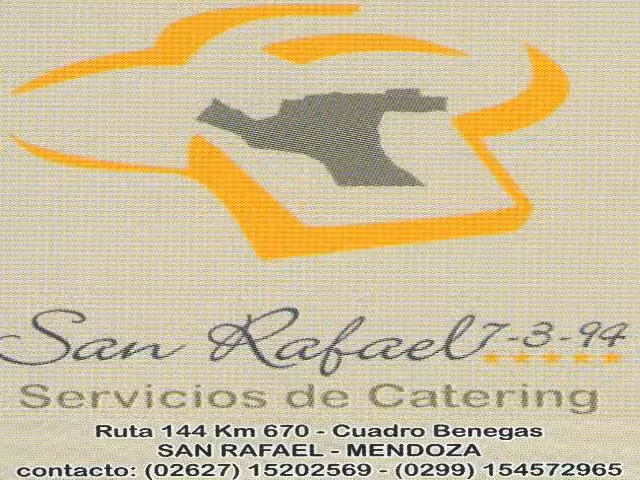 San Rafael 7-3-94
Servicios de Catering
Ruta 144 Km 670 - Cuadro Benegas
SAN RAFAEL - MENDOZA
contacto: (02627) 15202569 - (0299) 154572965